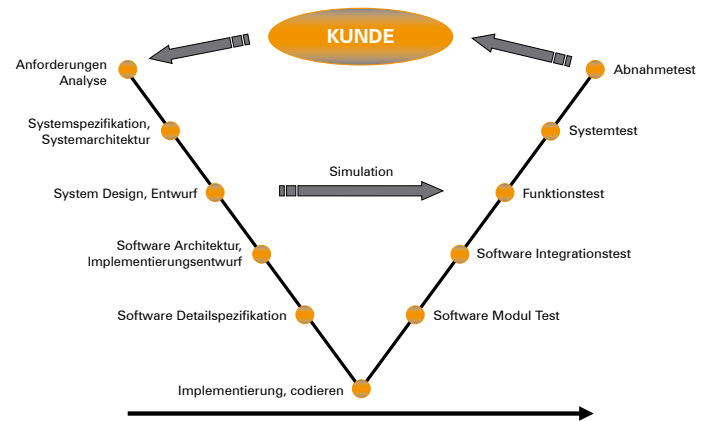 KUNDE
Anforderungen
Analyse
Abnahmetest
Systemspezifikation,
Systemarchitektur
Systemtest
Simulation
System Design, Entwurf
Funktionstest
Software Architektur,
Implementierungsentwurf
Software Integrationstest
Software Detailspezifikation
Software Modul Test
Implementierung, codieren